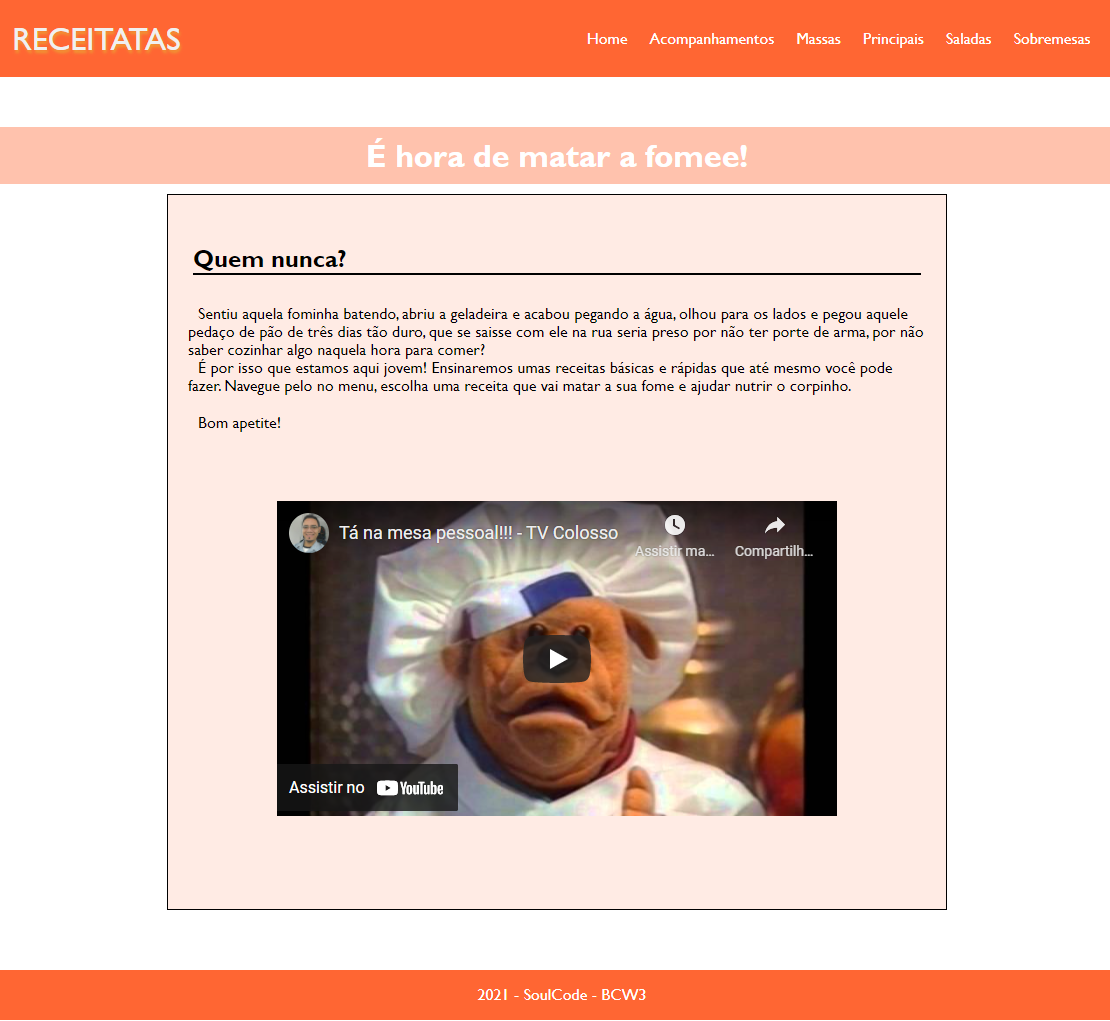 RECEITATAS
Home Acompanhamentos Massas Principais Saladas Sobremesas
É hora de matar a fomee!
Quem nunca?
Sentiu aquela fominha batendo, abriu a geladeira e acabou pegando a água, olhou para os lados e pegou aquele
pedaço de pão de três dias tão duro, que se saisse com ele na rua seria preso por não ter porte de arma, por não
saber cozinhar algo naquela hora para comer?
É por isso que estamos aqui jovem! Ensinaremos umas receitas básicas e rápidas que até mesmo você pode
fazer. Navegue pelo no menu, escolha uma receita que vai matar a sua fome e ajudar nutrir o corpinho.
Bom apetite!
Tá na mesa pessoal!!! - TV Colosso
Assistir ma... Compartilh...
Assistir no YouTube
2021 - SoulCode - BCW3